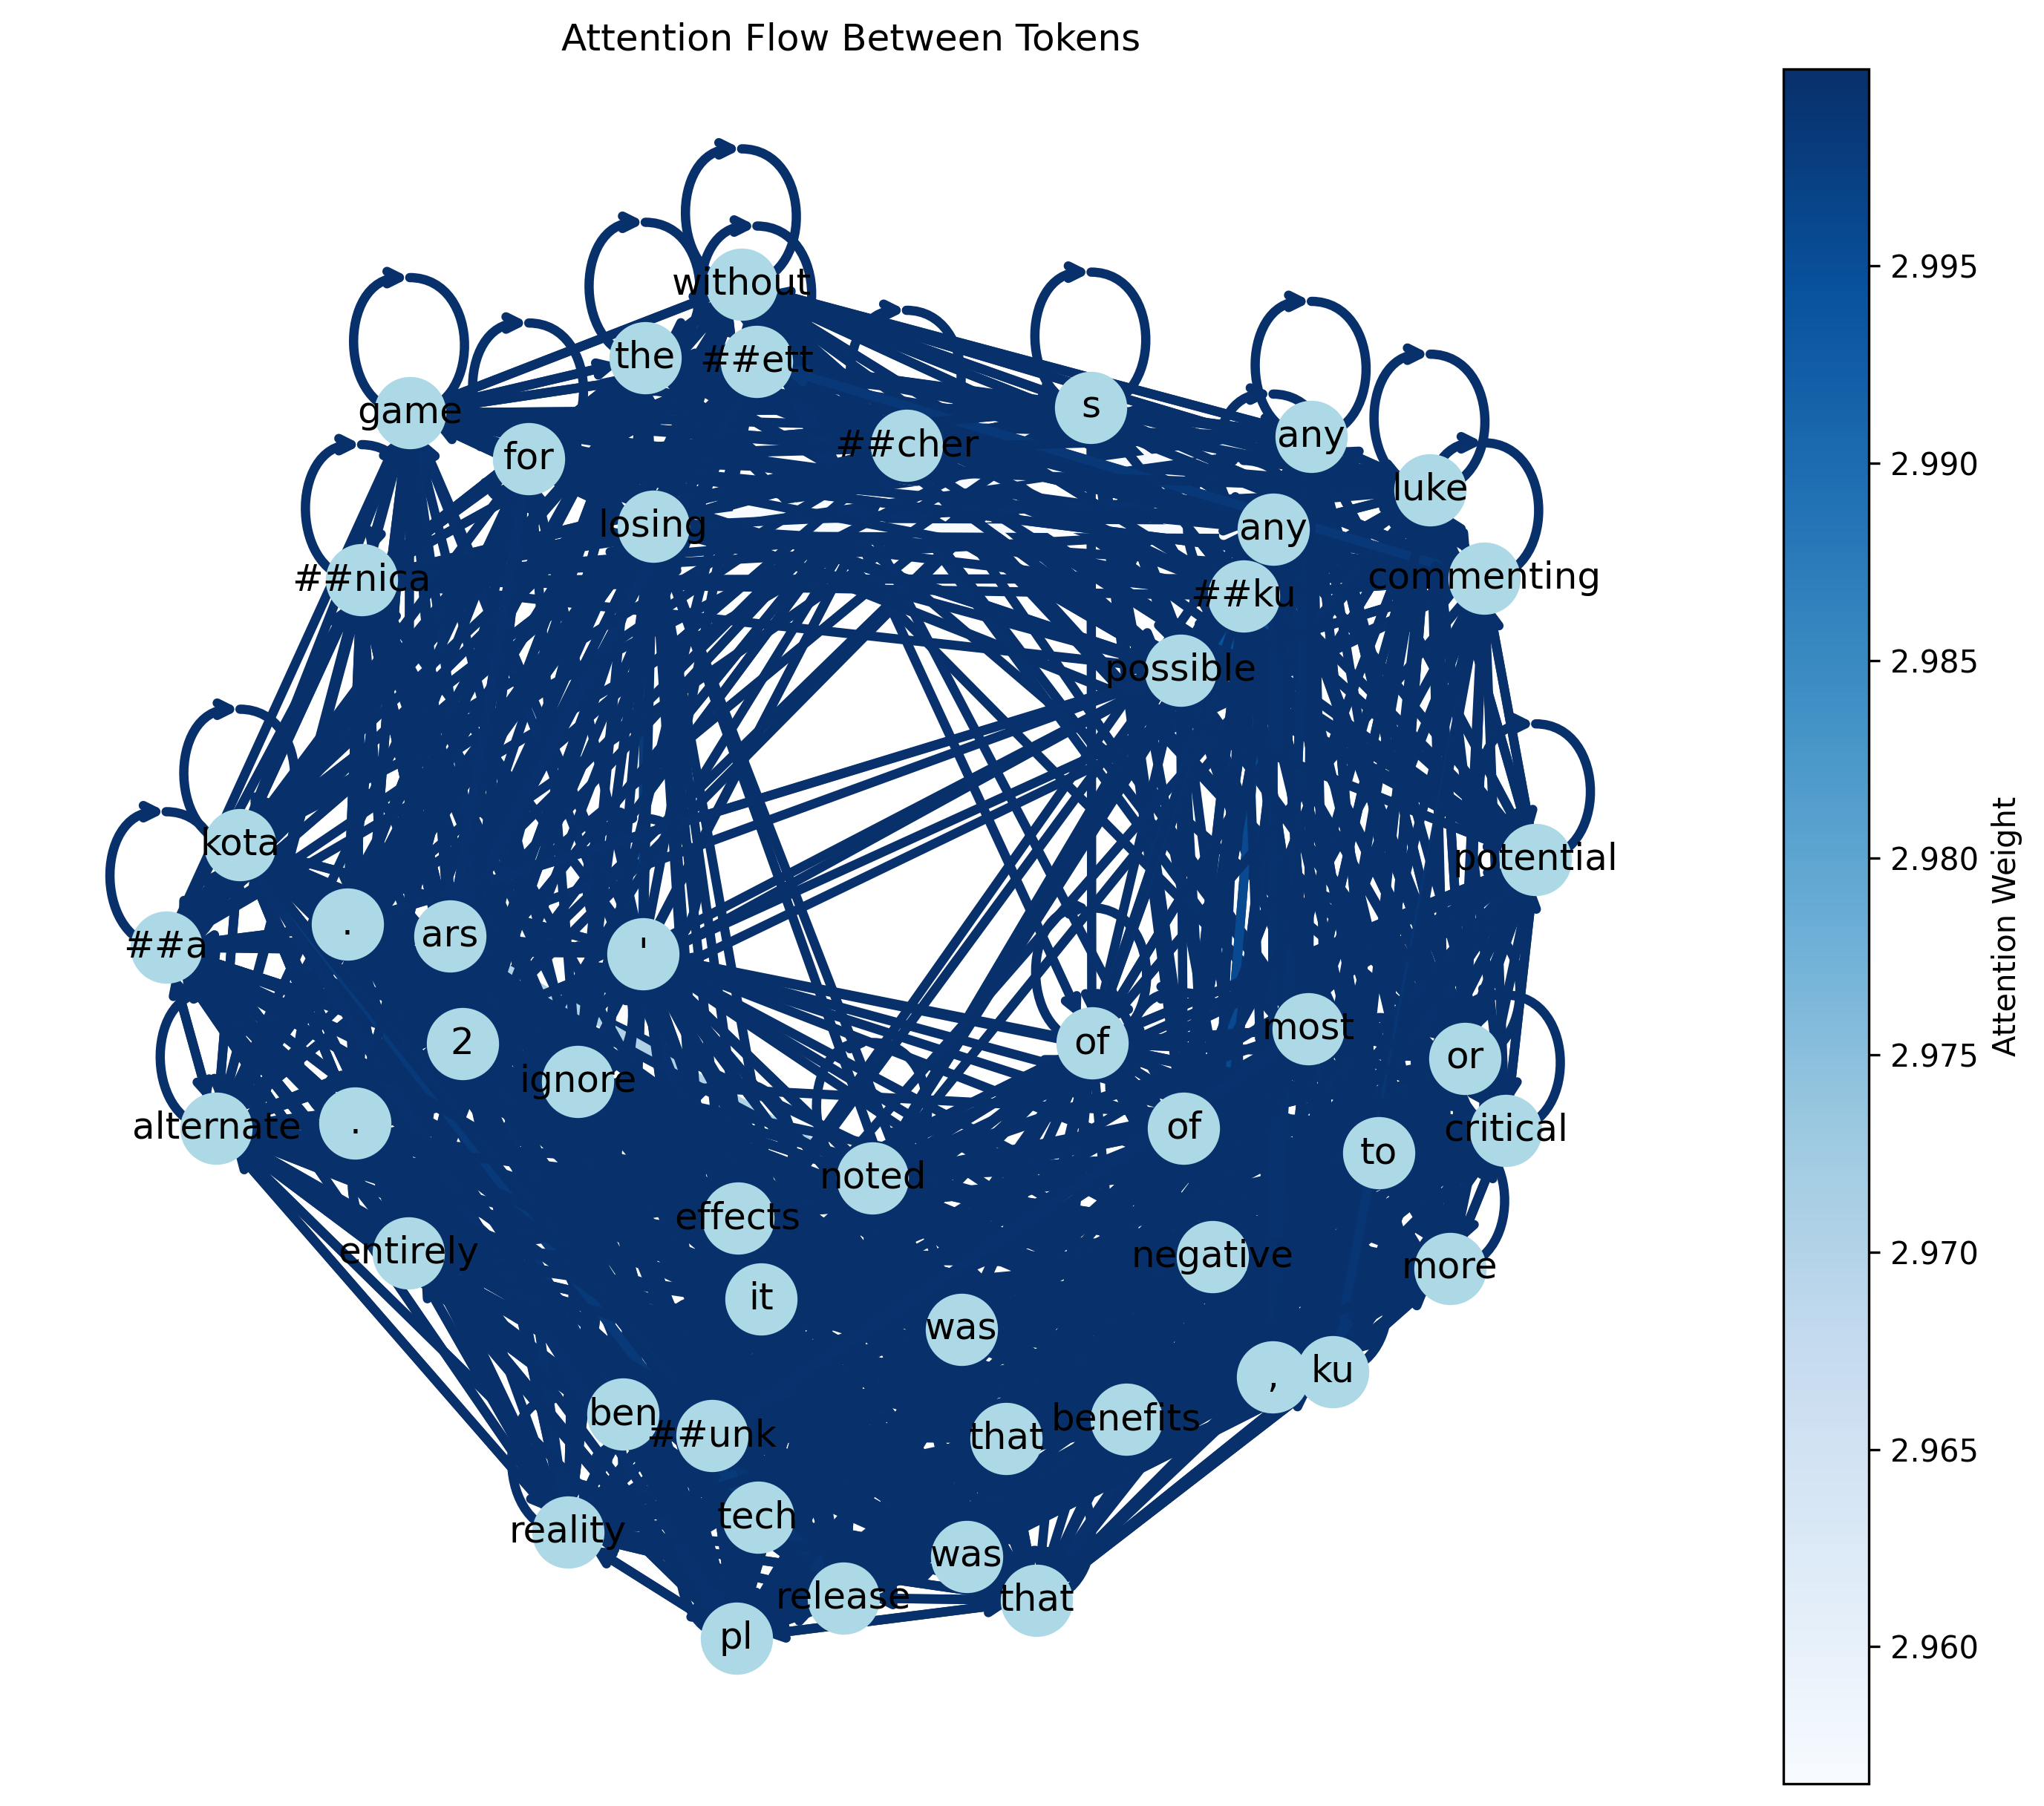 Attention Flow Between Tokens
without
the
##ett
game
s
any
for
##cher
luke
losing
any
##nica
##ku
commenting
possible
kota
potential
.
ars
##a
'
2
of
most
or
ignore
alternate
.
of
to
critical
noted
effects
entirely
negative
more
it
was
,
ku
ben
##unk
that
benefits
reality
tech
was
release
that
pl
2.995
2.990
2.985
2.980
2.975
2.970
2.965
2.960
Attention Weight